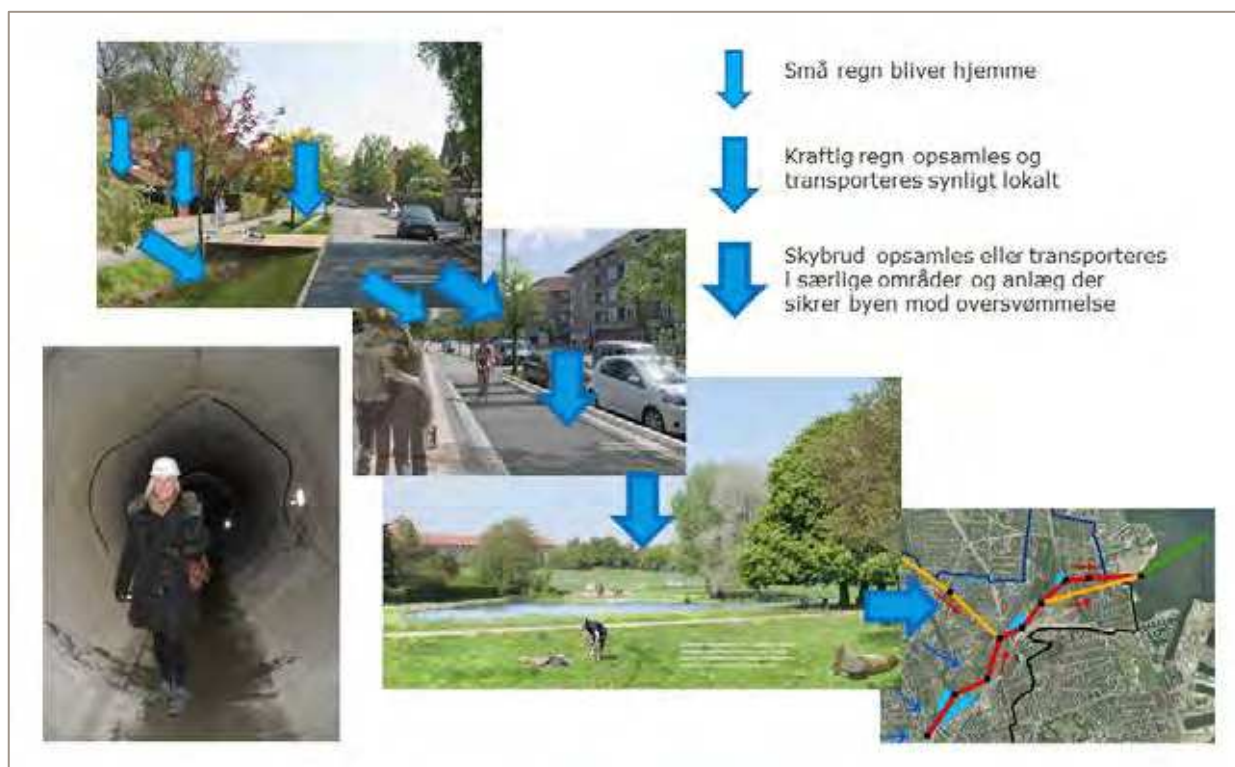 Små regn bliver hjemme
Kraftig regn opsamles og
transporteres synligt lokalt
Skybrud opsamles eller transporteres
i særlige områder og anlæg der
sikrer byen mod oversvømmelse